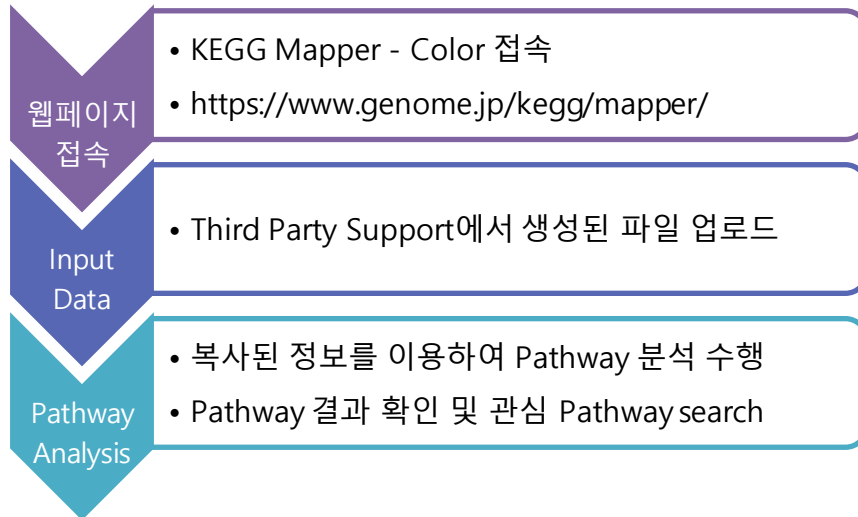 웹페이지
접속
• KEGG Mapper - Color 접속
• https://www.genome.jp/kegg/mapper/
Input
Data
• Third Party Support에서 생성된 파일 업로드
Pathway
Analysis
• 복사된 정보를 이용하여 Pathway 분석 수행
• Pathway 결과 확인 및 관심 Pathway search